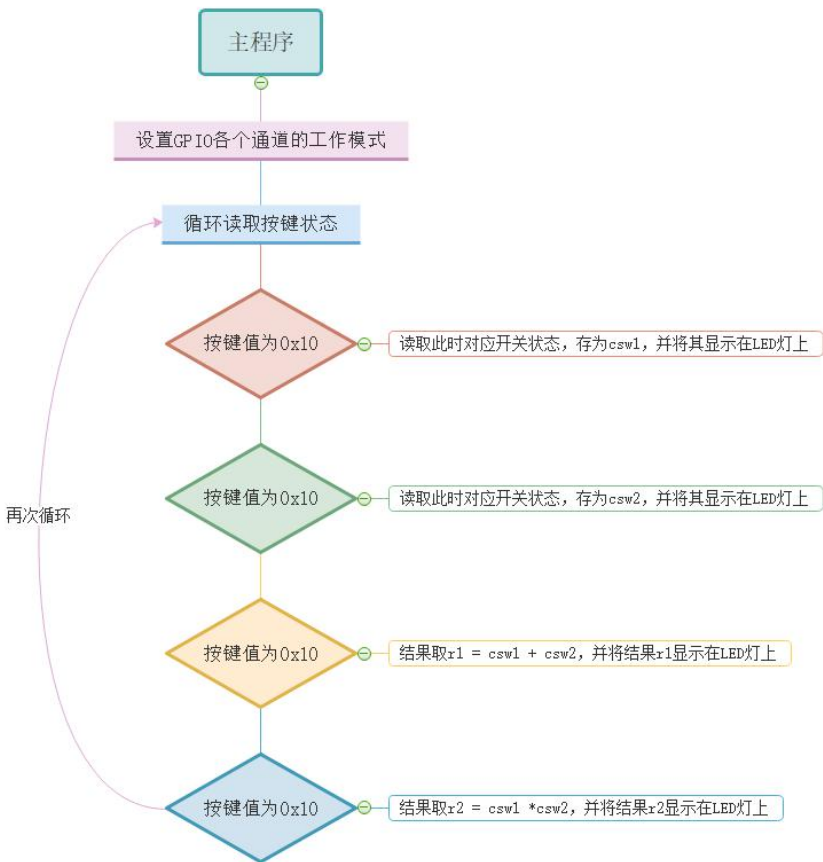 主程序
设置GPIO各个通道的工作模式
循环读取按键状态
按键值为0x10
读取此时对应开关状态，存为csw1，并将其显示在LED灯上
按键值为0x10
读取此时对应开关状态，存为csw2，并将其显示在LED灯上
再次循环
按键值为0x10
结果取r1 = csw1 + csw2，并将结果r1显示在LED灯上
按键值为0x10
结果取r2 = csw1 *csw2，并将结果r2显示在LED灯上